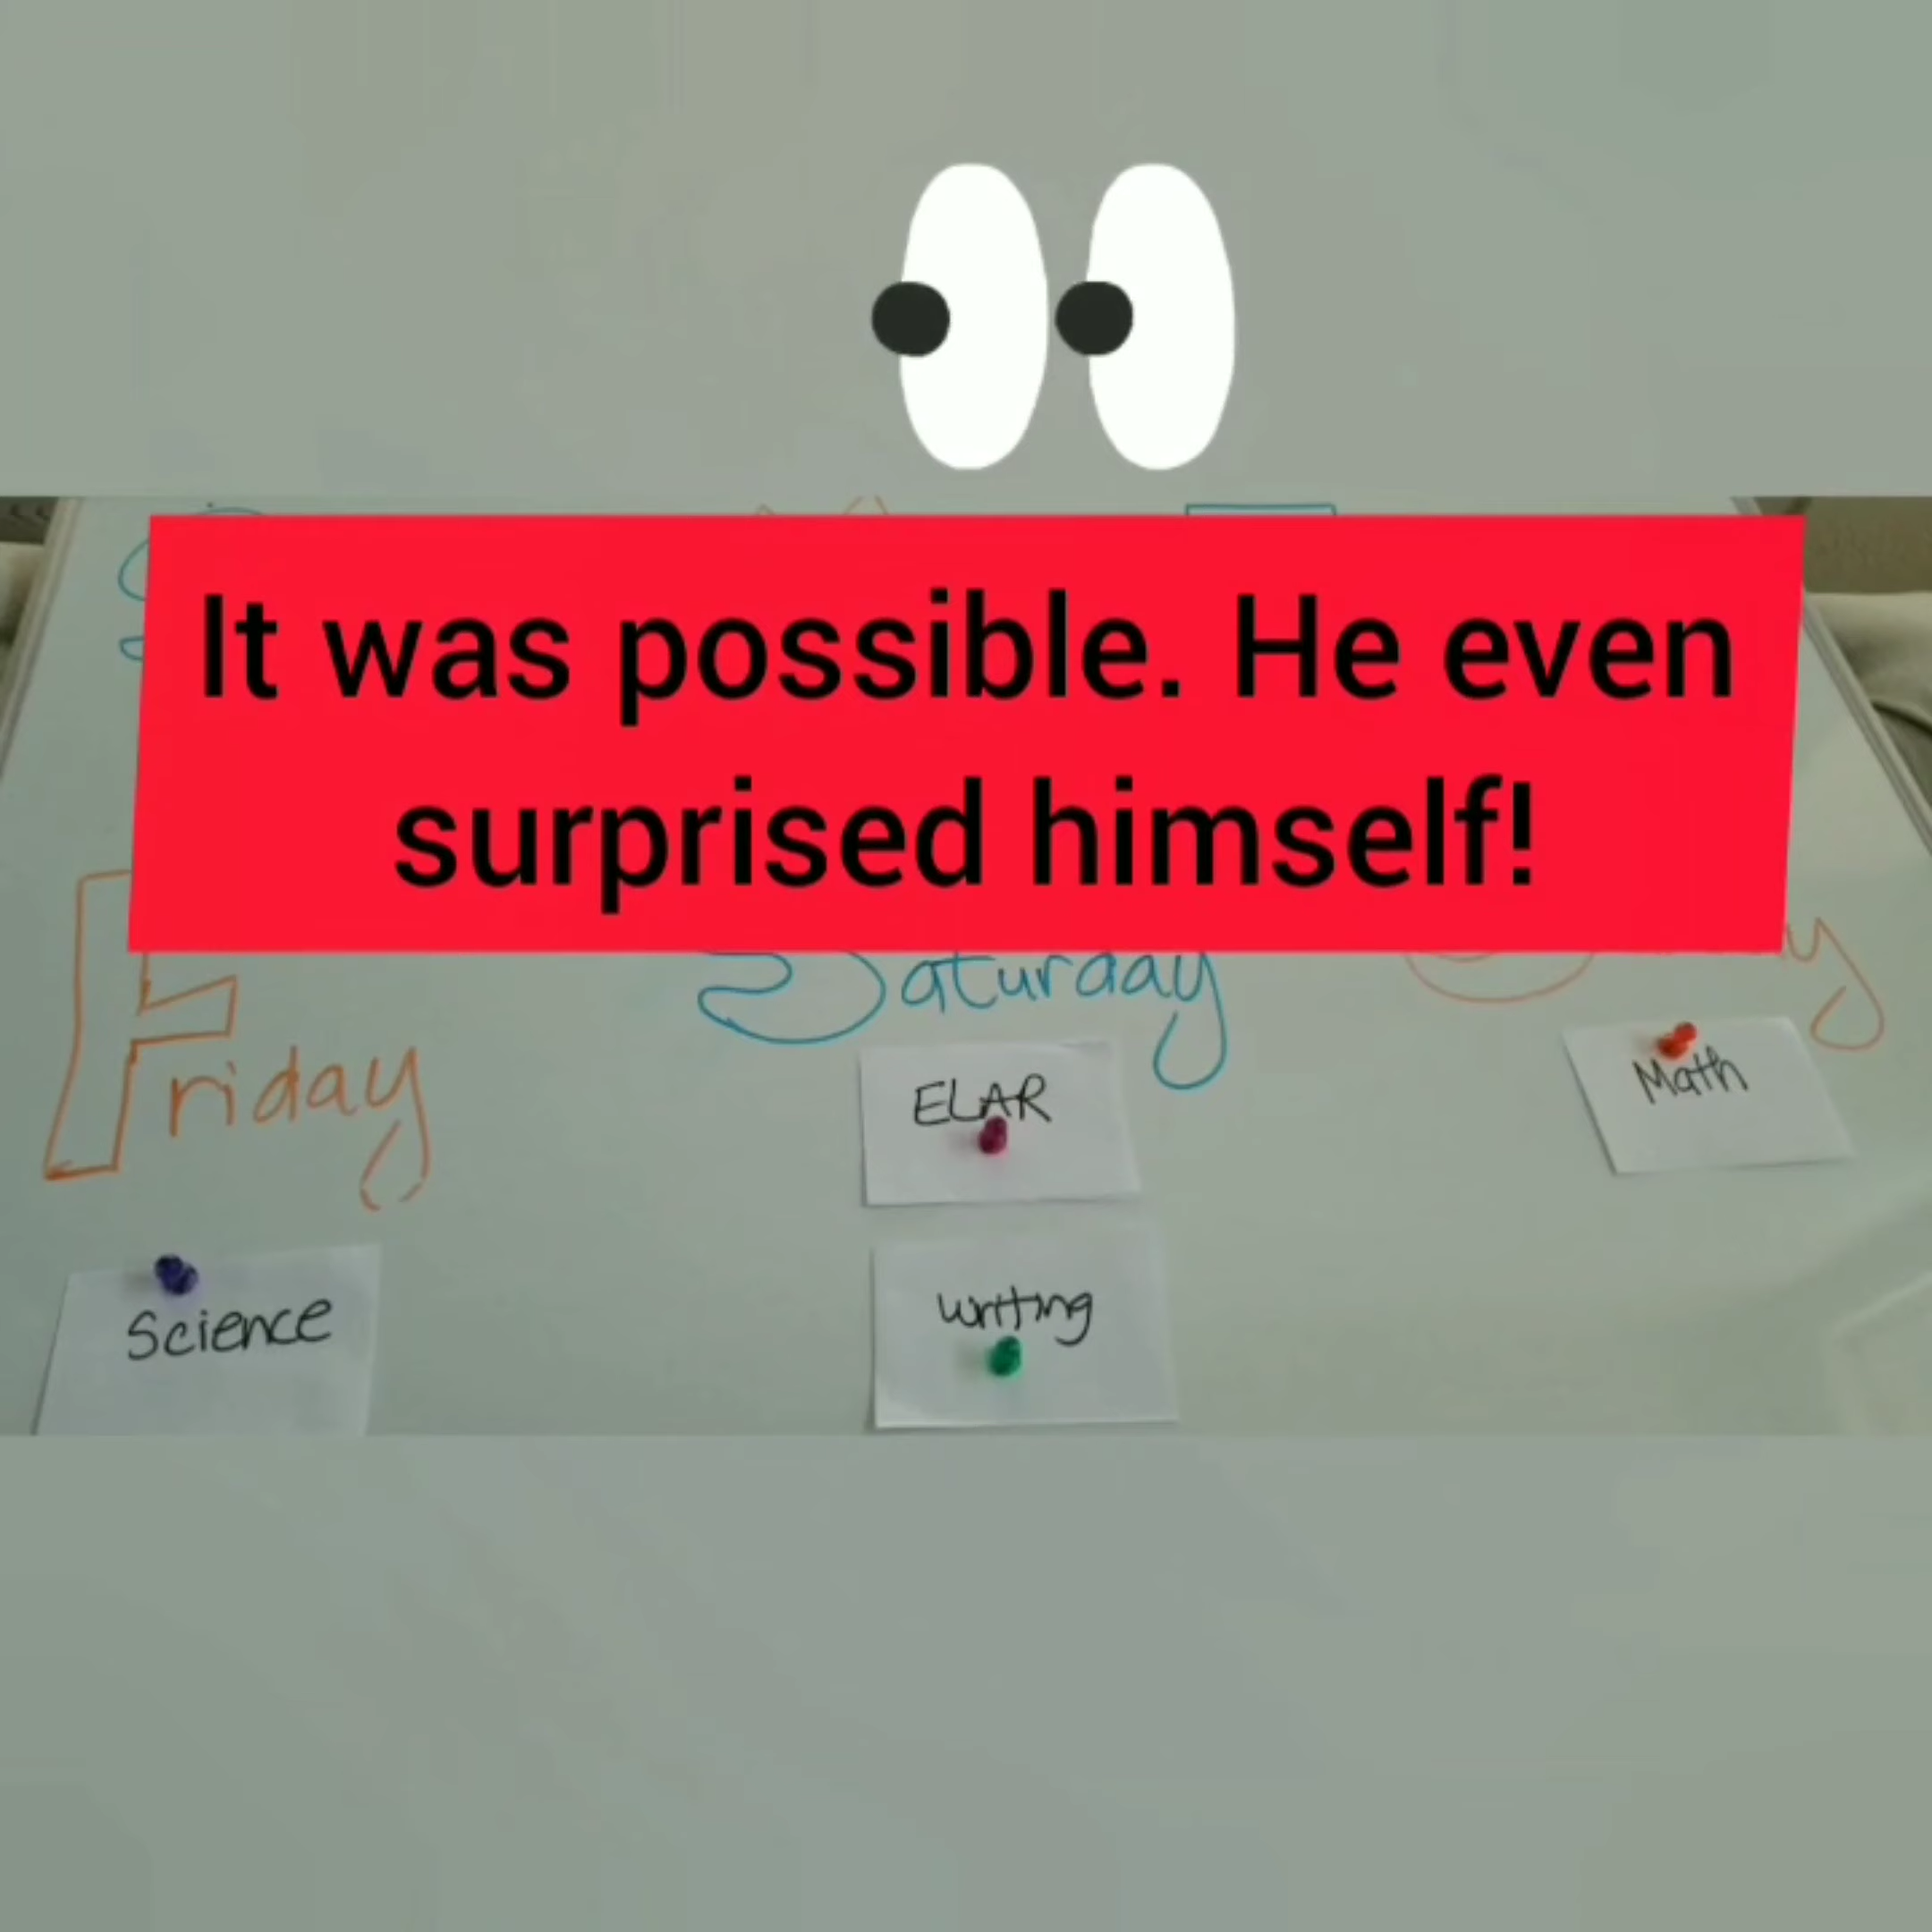 It was possible. He even
surprised himself!
Saturday
Friday
ELAR
Math
Science
writing